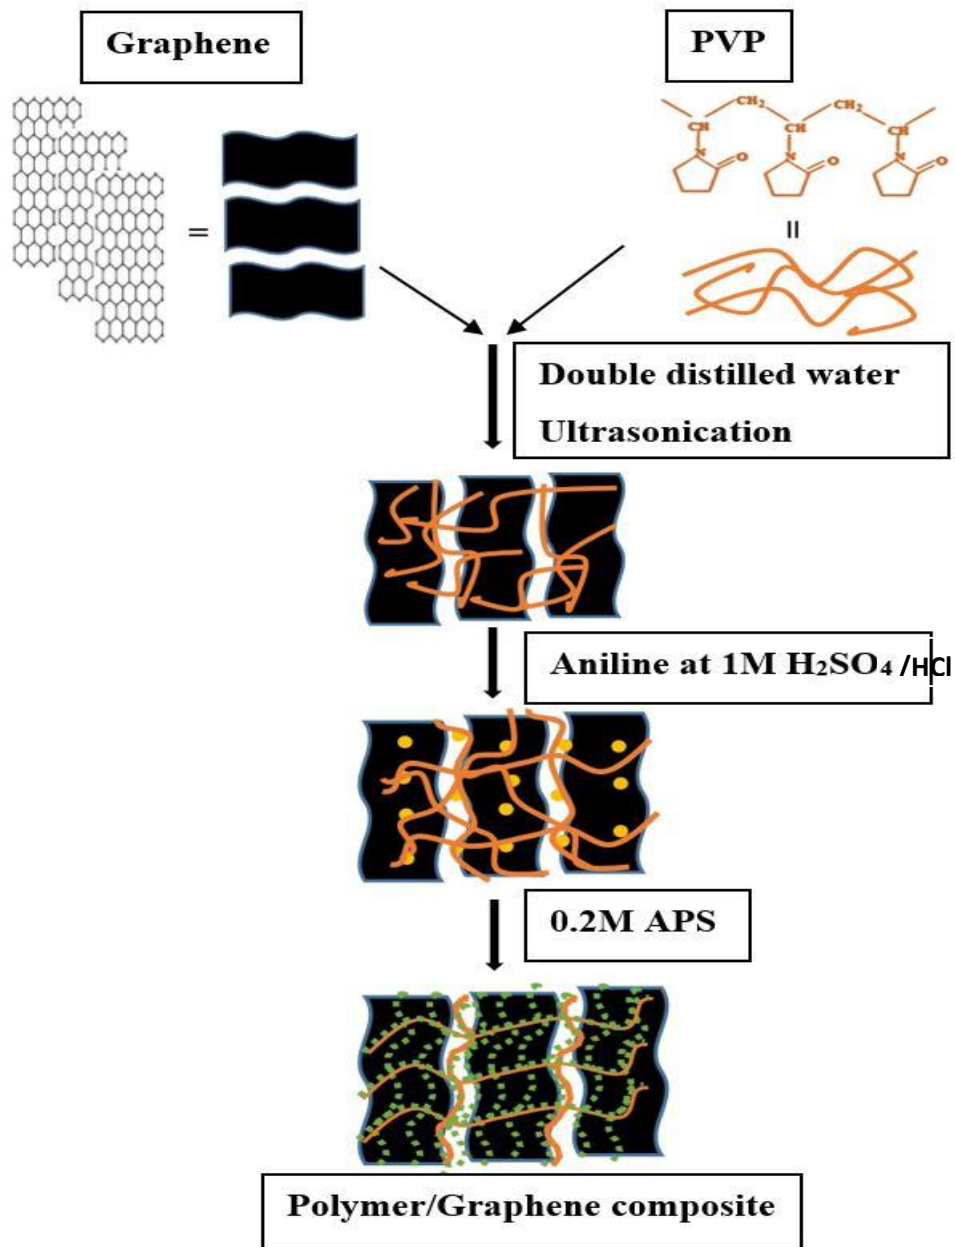 Graphene
PVP
CH₂
CH₂
CH
CH
CH
N
O
N
O
N
O
=
=
Double distilled water
Ultrasonication
Aniline at 1M H₂SO₄ /HCl
0.2M APS
Polymer/Graphene composite